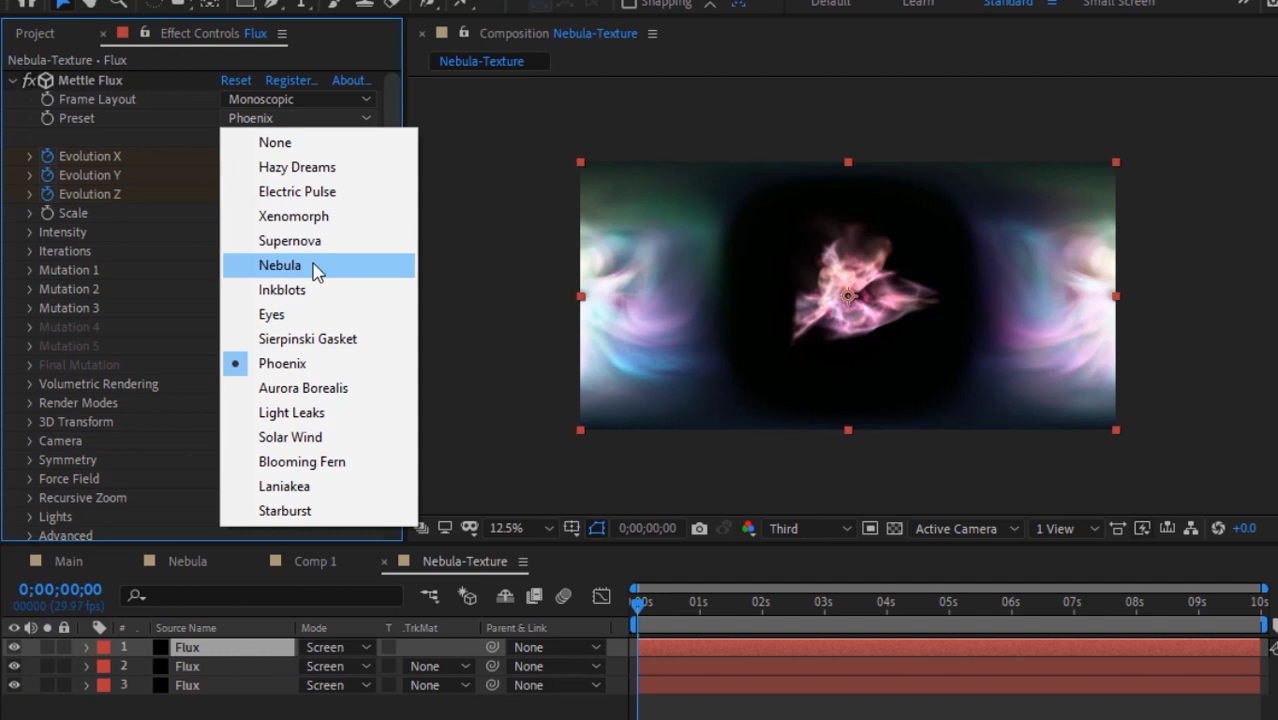 Snapping
Default
Learn
Standard
Small Screen
Project
Effect Controls Flux
Composition Nebula-Texture
Nebula-Texture • Flux
Nebula-Texture
fx Mettle Flux Reset Register... About...
Frame Layout Monoscopic
Preset Phoenix
None
Evolution X
Hazy Dreams
Evolution Y
Electric Pulse
Evolution Z
Scale
Xenomorph
Intensity
Supernova
Iterations
Nebula
Mutation 1
Mutation 2
Inkblots
Mutation 3
Eyes
Mutation 4
Sierpinski Gasket
Mutation 5
Final Mutation
Phoenix
Volumetric Rendering
Aurora Borealis
Render Modes
Light Leaks
3D Transform
Camera
Solar Wind
Symmetry
Blooming Fern
Force Field
Laniakea
Recursive Zoom
Lights
Starburst
Advanced
12.5% 0;00;00;00 Third Active Camera 1 View +0.0
Main Nebula Comp 1 Nebula-Texture
0;00;00;00
00000 (29.97 fps)
00s 01s 02s 03s 04s 05s 06s 07s 08s 09s 10s
# Source Name Mode T .TrkMat Parent & Link
1 Flux Screen None
2 Flux Screen None None
3 Flux Screen None None